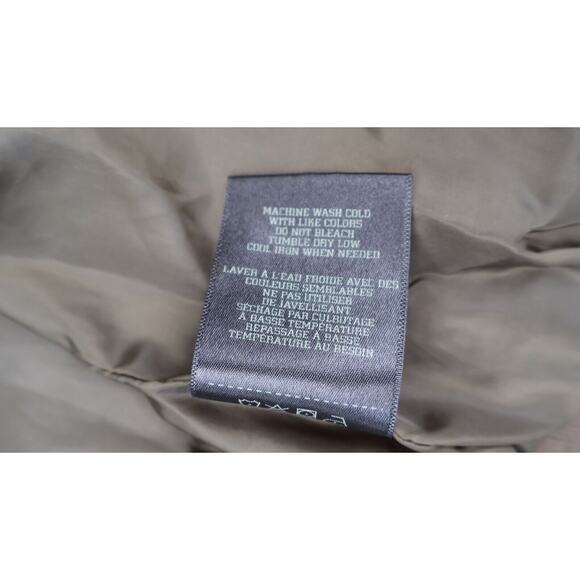 MACHINE WASH COLD
WITH LIKE COLORS
DO NOT BLEACH
TUMBLE DRY LOW
COOL IRON WHEN NEEDED
LAVER À L'EAU FROIDE AVEC DES
COULEURS SEMBLABLES
NE PAS UTILISER
DE JAVELLISANT
SÉCHAGE PAR CULBUTAGE
À BASSE TEMPÉRATURE
REPASSAGE À BASSE
TEMPÉRATURE AU BESOIN